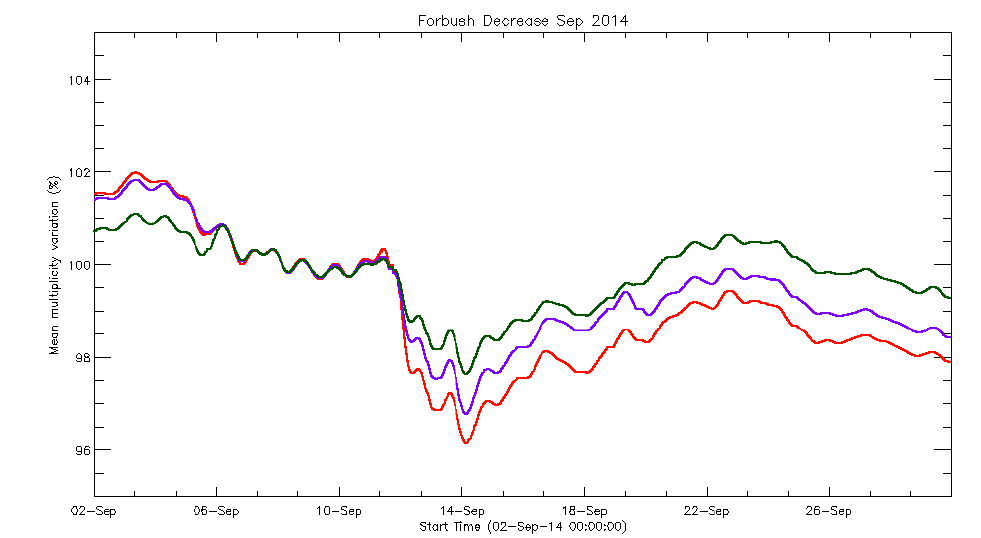 Forbush Decrease Sep 2014
Mean multiplicity variation (%)
104
102
100
98
96
02-Sep 06-Sep 10-Sep 14-Sep 18-Sep 22-Sep 26-Sep
Start Time (02-Sep-14 00:00:00)